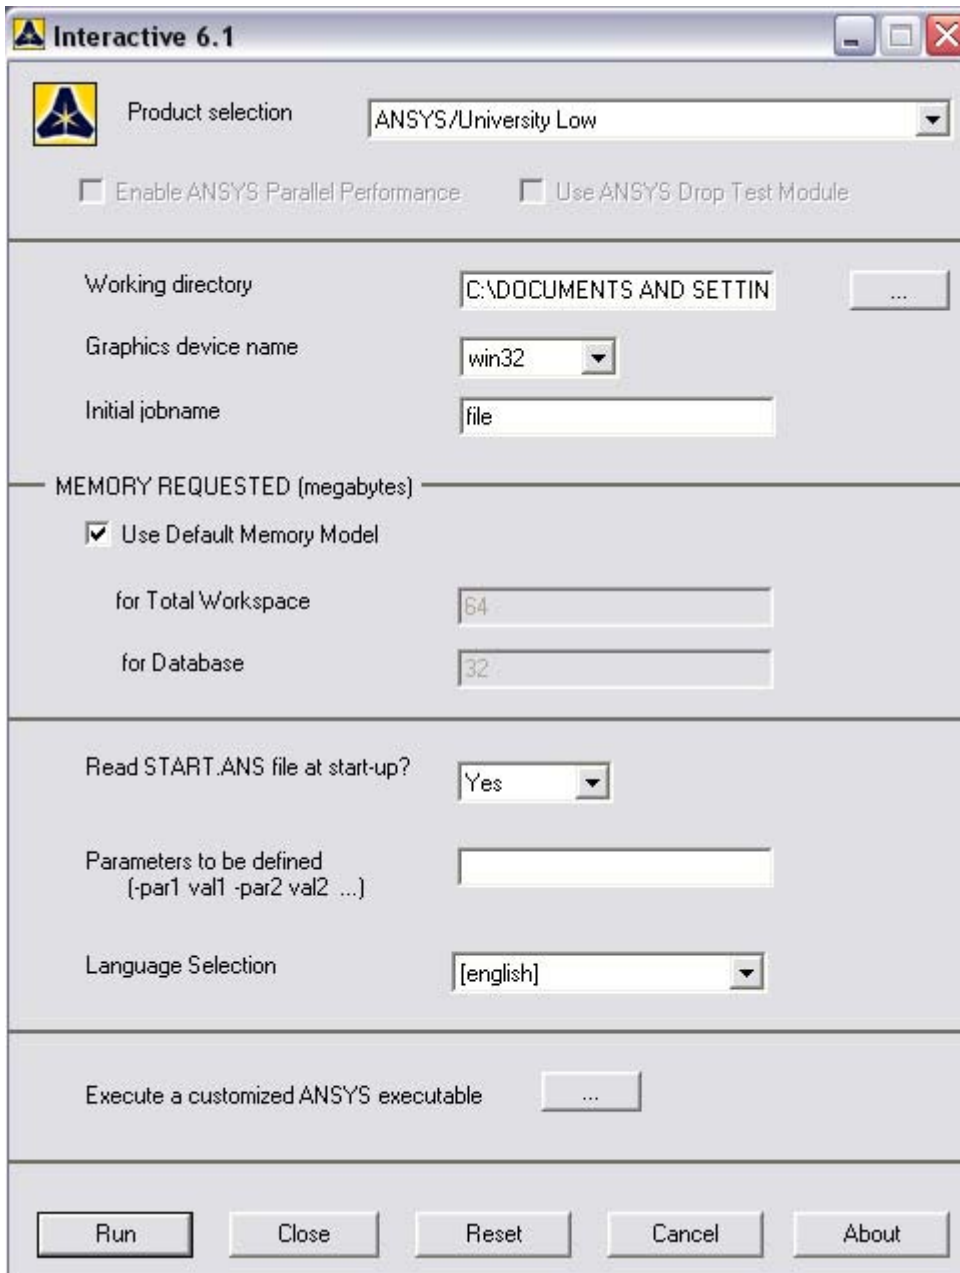 Interactive 6.1
Product selection
ANSYS/University Low
Enable ANSYS Parallel Performance
Use ANSYS Drop Test Module
Working directory
C:\DOCUMENTS AND SETTIN
...
Graphics device name
win32
Initial jobname
file
MEMORY REQUESTED (megabytes)
Use Default Memory Model
for Total Workspace
64
for Database
32
Read START.ANS file at start-up?
Yes
Parameters to be defined
(-par1 val1 -par2 val2 ...)
Language Selection
[english]
Execute a customized ANSYS executable
...
Run
Close
Reset
Cancel
About